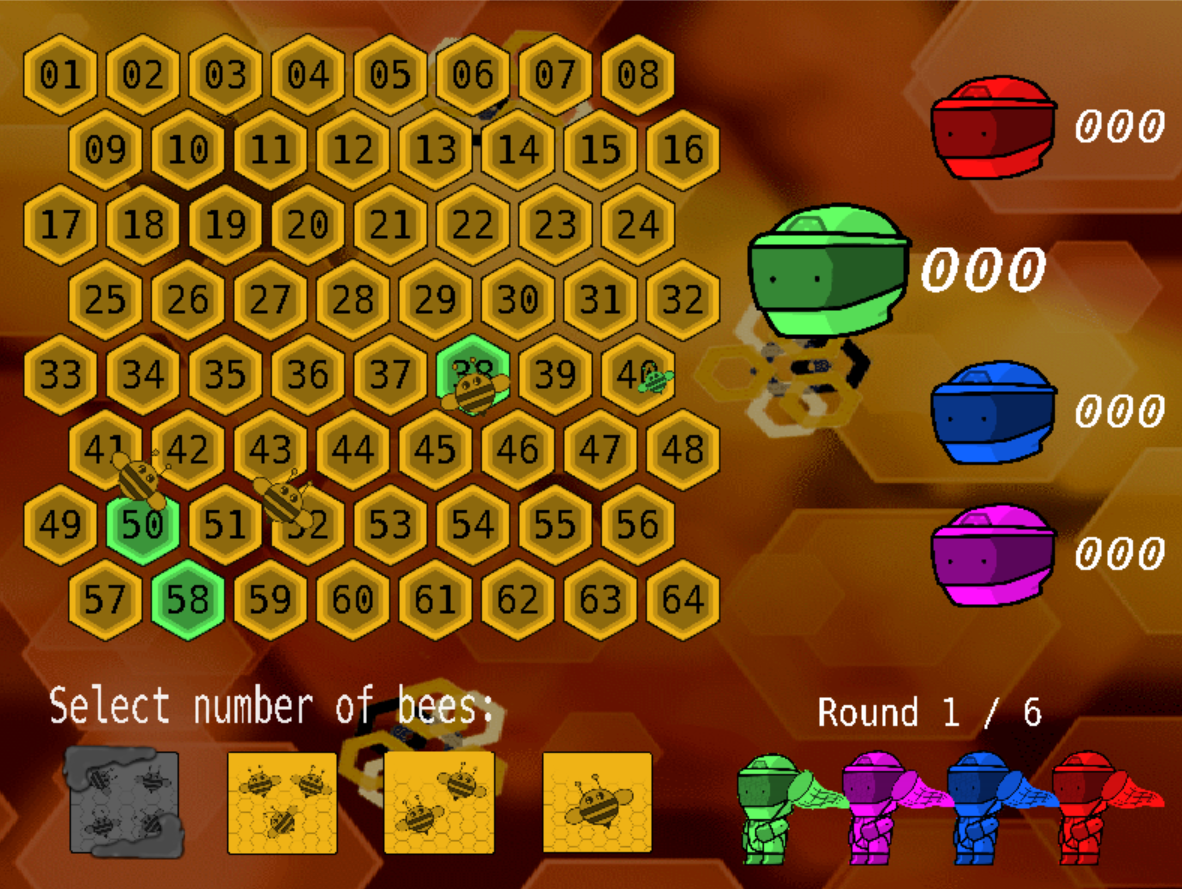 01 02 03 04 05 06 07 08
000
09 10 11 12 13 14 15 16
17 18 19 20 21 22 23 24
000
25 26 27 28 29 30 31 32
33 34 35 36 37 38 39 40
000
41 42 43 44 45 46 47 48
49 50 51 52 53 54 55 56
000
57 58 59 60 61 62 63 64
Select number of bees:
Round 1 / 6